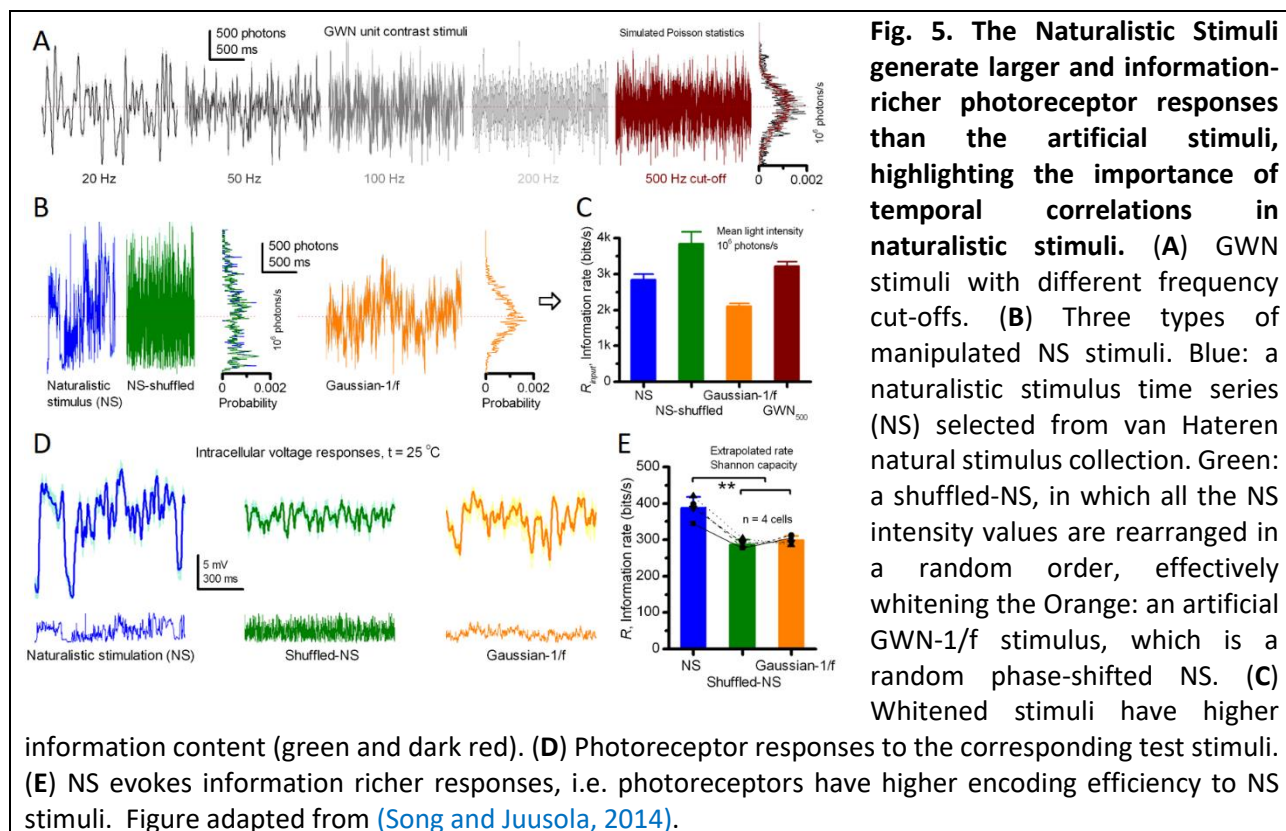 A
500 photons
500 ms
GWN unit contrast stimuli
Simulated Poisson statistics
10⁶ photons/s
20 Hz
50 Hz
100 Hz
200 Hz
500 Hz cut-off
0
0.002
B
500 photons
500 ms
10⁶ photons/s
10⁶ photons/s
Naturalistic
stimulus (NS)
NS-shuffled
0
0.002
Probability
Gaussian-1/f
0
0.002
Probability
C
Mean light intensity
10⁶ photons/s
R input, Information rate (bits/s)
4k
3k
2k
1k
0
NS
NS-shuffled
Gaussian-1/f
GWN500
D
Intracellular voltage responses, t = 25 °C
5 mV
300 ms
Naturalistic stimulation (NS)
Shuffled-NS
Gaussian-1/f
E
Extrapolated rate
Shannon capacity
**
n = 4 cells
R, Information rate (bits/s)
500
400
300
200
100
0
NS
Shuffled-NS
Gaussian-1/f
Fig. 5. The Naturalistic Stimuli
generate larger and information-
richer photoreceptor responses
than the artificial stimuli,
highlighting the importance of
temporal correlations in
naturalistic stimuli. (A) GWN
stimuli with different frequency
cut-offs. (B) Three types of
manipulated NS stimuli. Blue: a
naturalistic stimulus time series
(NS) selected from van Hateren
natural stimulus collection. Green:
a shuffled-NS, in which all the NS
intensity values are rearranged in
a random order, effectively
whitening the Orange: an artificial
GWN-1/f stimulus, which is a
random phase-shifted NS. (C)
Whitened stimuli have higher
information content (green and dark red). (D) Photoreceptor responses to the corresponding test stimuli.
(E) NS evokes information richer responses, i.e. photoreceptors have higher encoding efficiency to NS
stimuli. Figure adapted from (Song and Juusola, 2014).